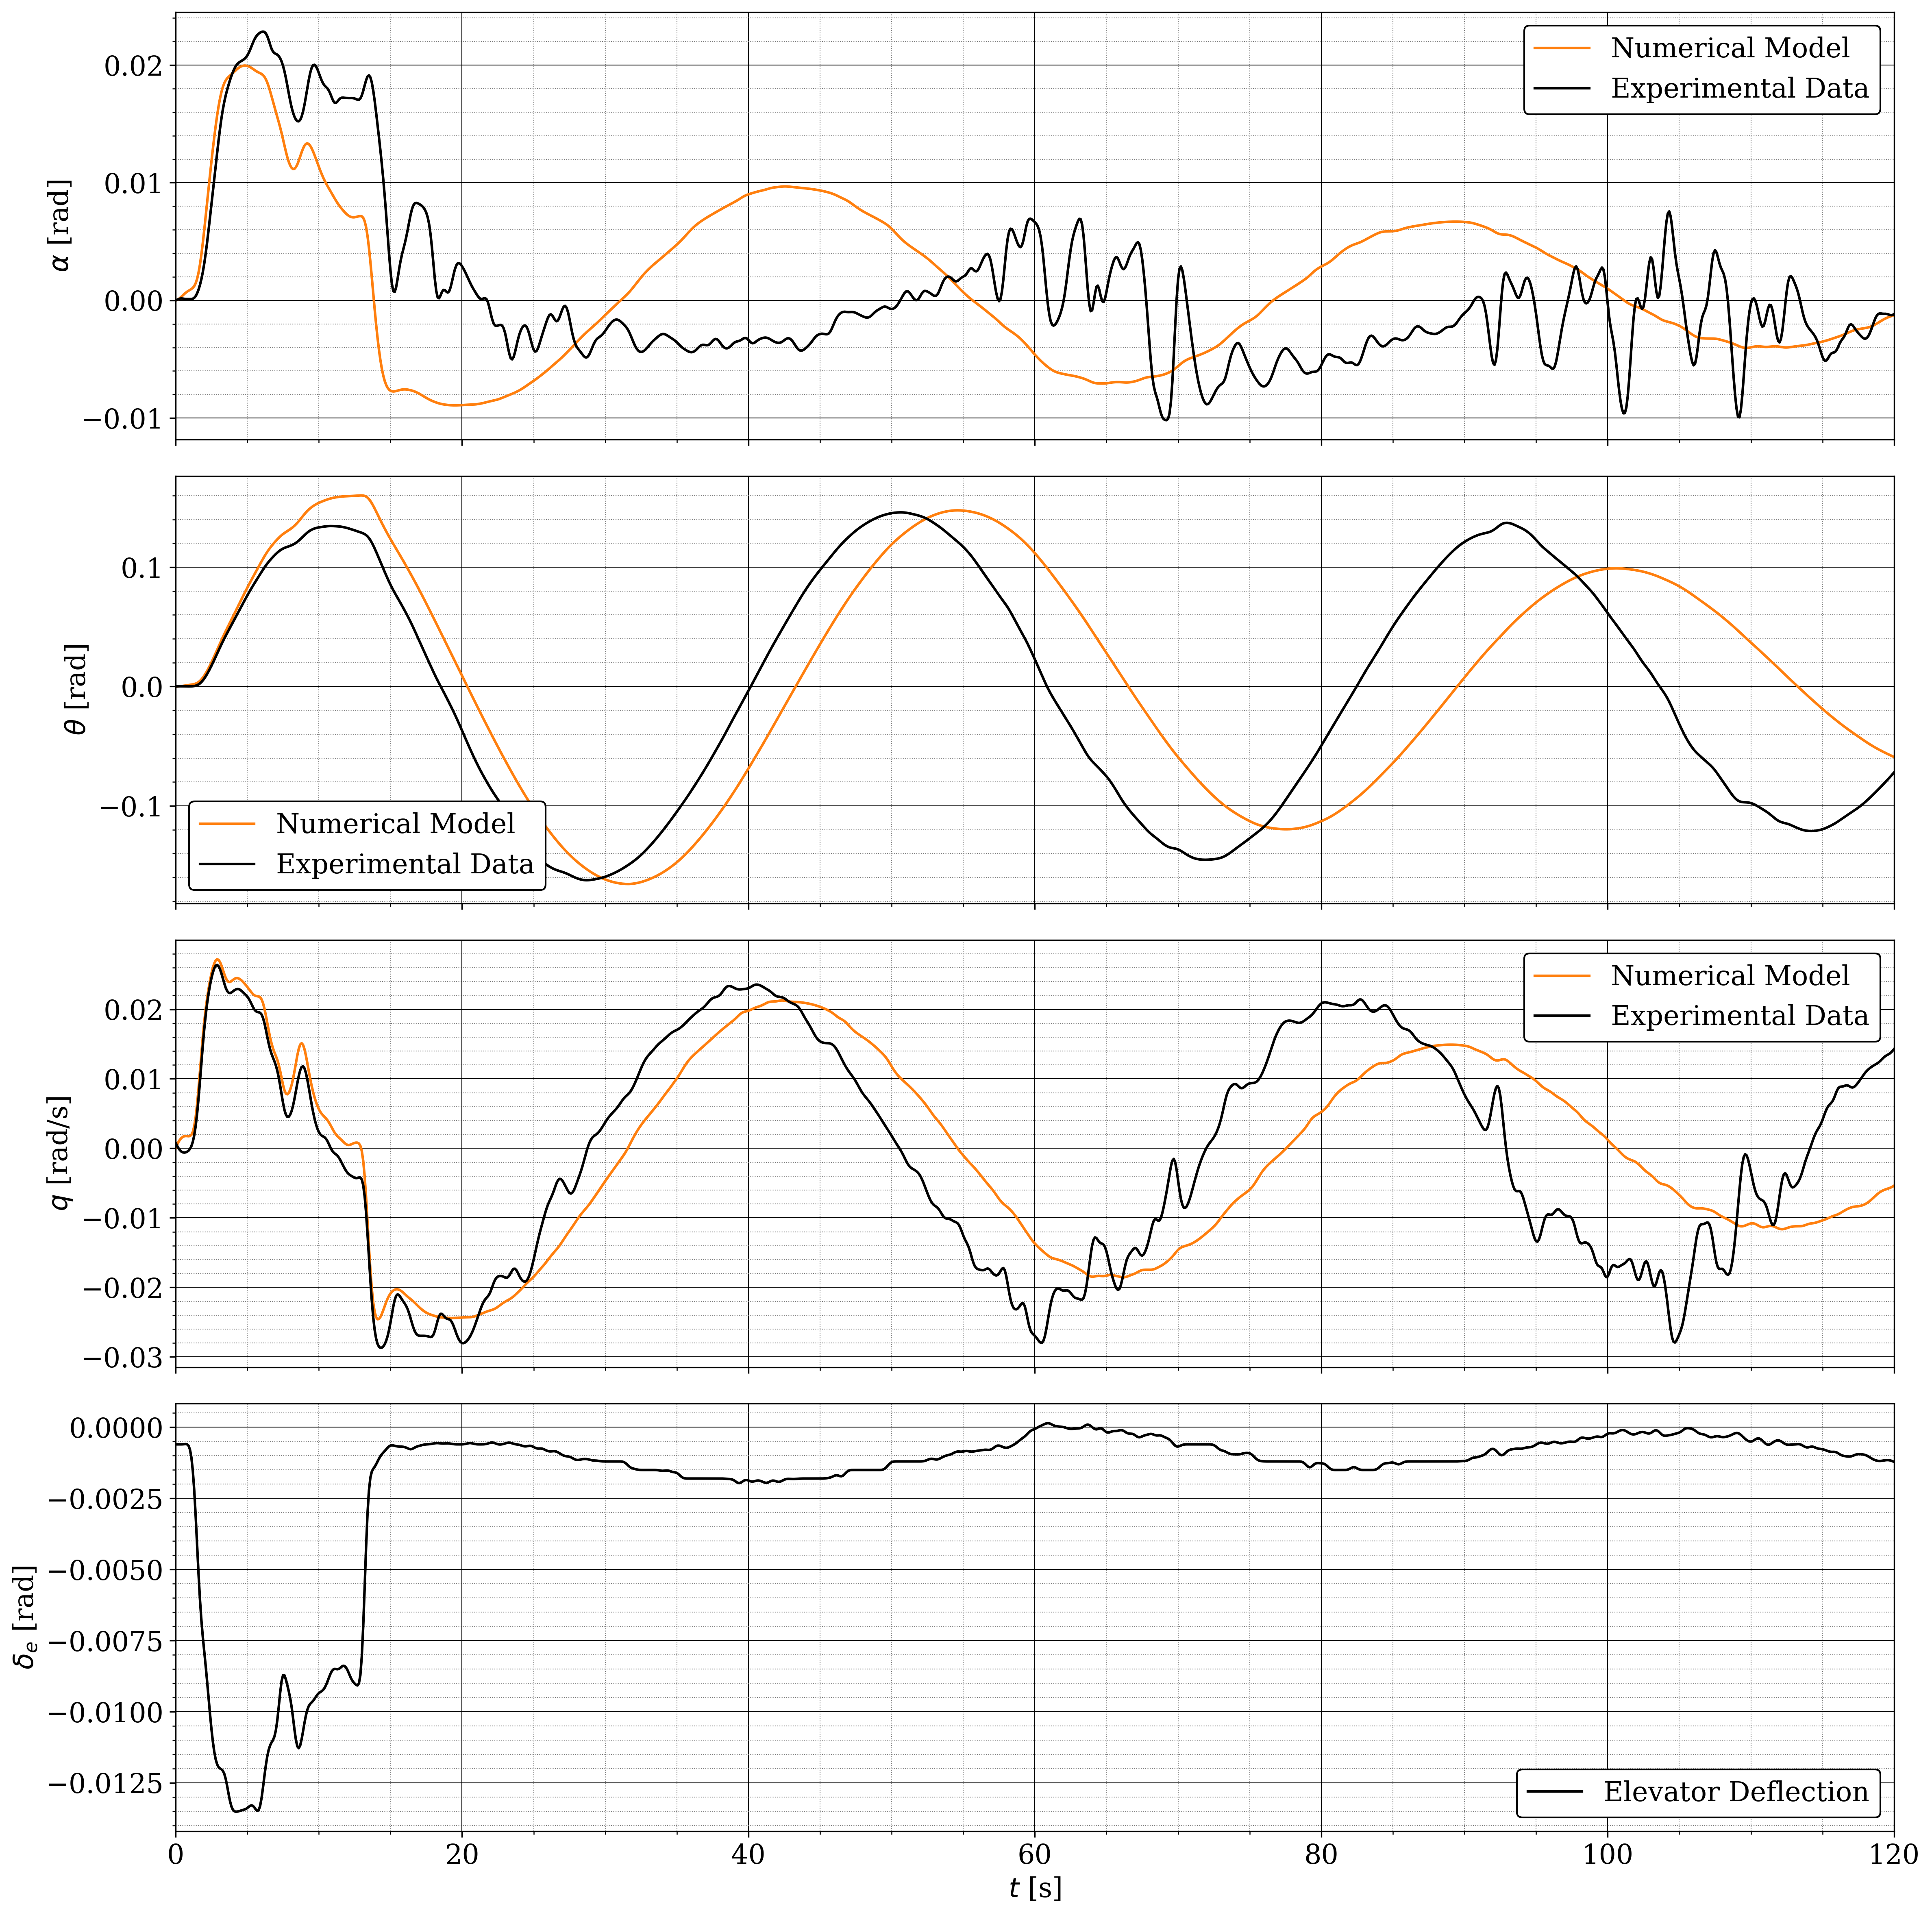 0.02
0.01
0.00
−0.01
α [rad]
Numerical Model
Experimental Data
0.1
0.0
−0.1
θ [rad]
Numerical Model
Experimental Data
0.02
0.01
0.00
−0.01
−0.02
−0.03
q [rad/s]
Numerical Model
Experimental Data
0.0000
−0.0025
−0.0050
−0.0075
−0.0100
−0.0125
δe [rad]
Elevator Deflection
0 20 40 60 80 100 120
t [s]